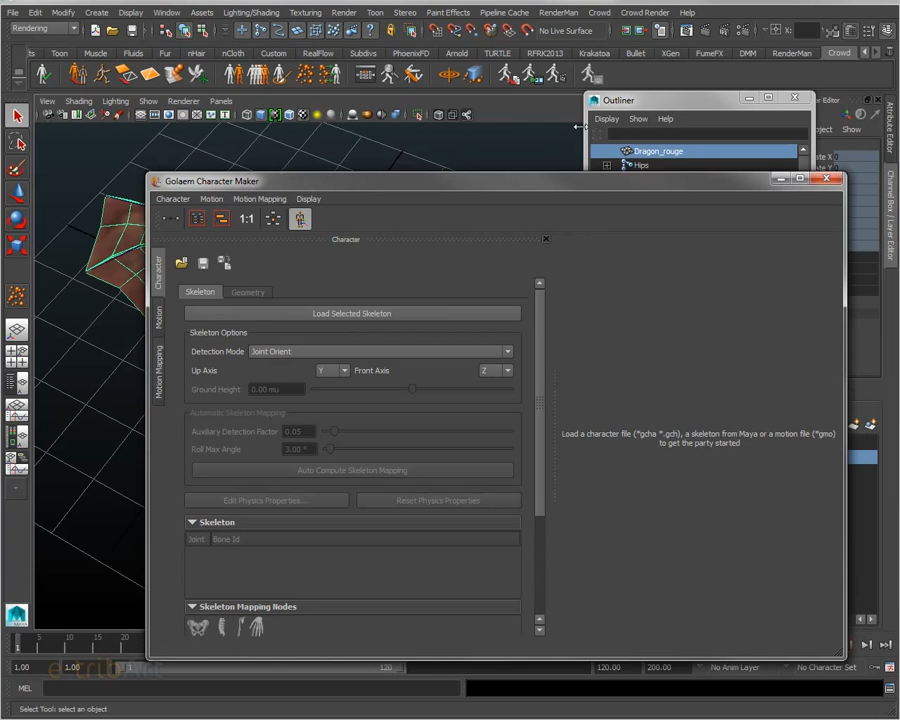 File Edit Modify Create Display Window Assets Lighting/Shading Texturing Render Toon Stereo Paint Effects Pipeline Cache RenderMan Crowd Crowd Render Help
Rendering No Live Surface
Toon Muscle Fluids Fur nHair nCloth Custom RealFlow Subdivs PhoenixFD Arnold TURTLE RFRK2013 Krakatoa Bullet XGen FumeFX DMM RenderMan Crowd
View Shading Lighting Show Renderer Panels
Outliner
Display Show Help
Show
Dragon_rouge
Hips
Attribute Editor
Channel Box / Layer Editor
Golaem Character Maker
Character Motion Motion Mapping Display
1:1
Character
Character
Motion
Motion Mapping
Skeleton Geometry
Load Selected Skeleton
Skeleton Options
Detection Mode Joint Orient
Up Axis Y Front Axis Z
Ground Height 0.00 mu
Automatic Skeleton Mapping
Auxiliary Detection Factor 0.05
Roll Max Angle 3.00 °
Auto Compute Skeleton Mapping
Edit Physics Properties... Reset Physics Properties
Skeleton
Joint Bone Id
Skeleton Mapping Nodes
Load a character file (*gcha *.gch), a skeleton from Maya or a motion file (*gmo)
to get the party started
MAYA
5 10 15 20
1
1.00 1.00 1 120 120.00 200.00 No Anim Layer No Character Set
MEL
Select Tool: select an object